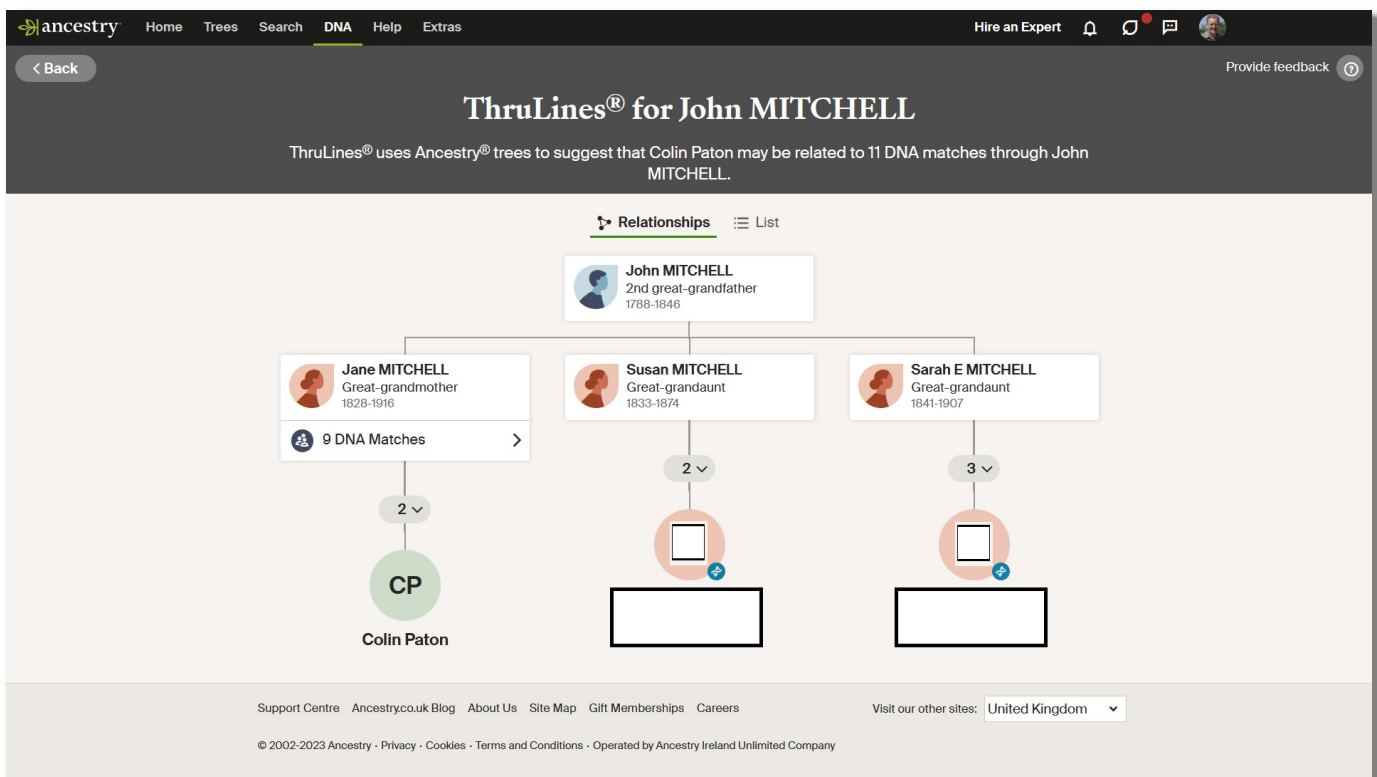 ancestry Home Trees Search DNA Help Extras Hire an Expert
Back Provide feedback
ThruLines® for John MITCHELL
ThruLines® uses Ancestry® trees to suggest that Colin Paton may be related to 11 DNA matches through John
MITCHELL.
Relationships List
John MITCHELL
2nd great-grandfather
1788-1846
Jane MITCHELL
Great-grandmother
1828-1916
9 DNA Matches
2
CP
Colin Paton
Susan MITCHELL
Great-grandaunt
1833-1874
2
Sarah E MITCHELL
Great-grandaunt
1841-1907
3
Support Centre Ancestry.co.uk Blog About Us Site Map Gift Memberships Careers Visit our other sites: United Kingdom
© 2002-2023 Ancestry · Privacy · Cookies · Terms and Conditions · Operated by Ancestry Ireland Unlimited Company